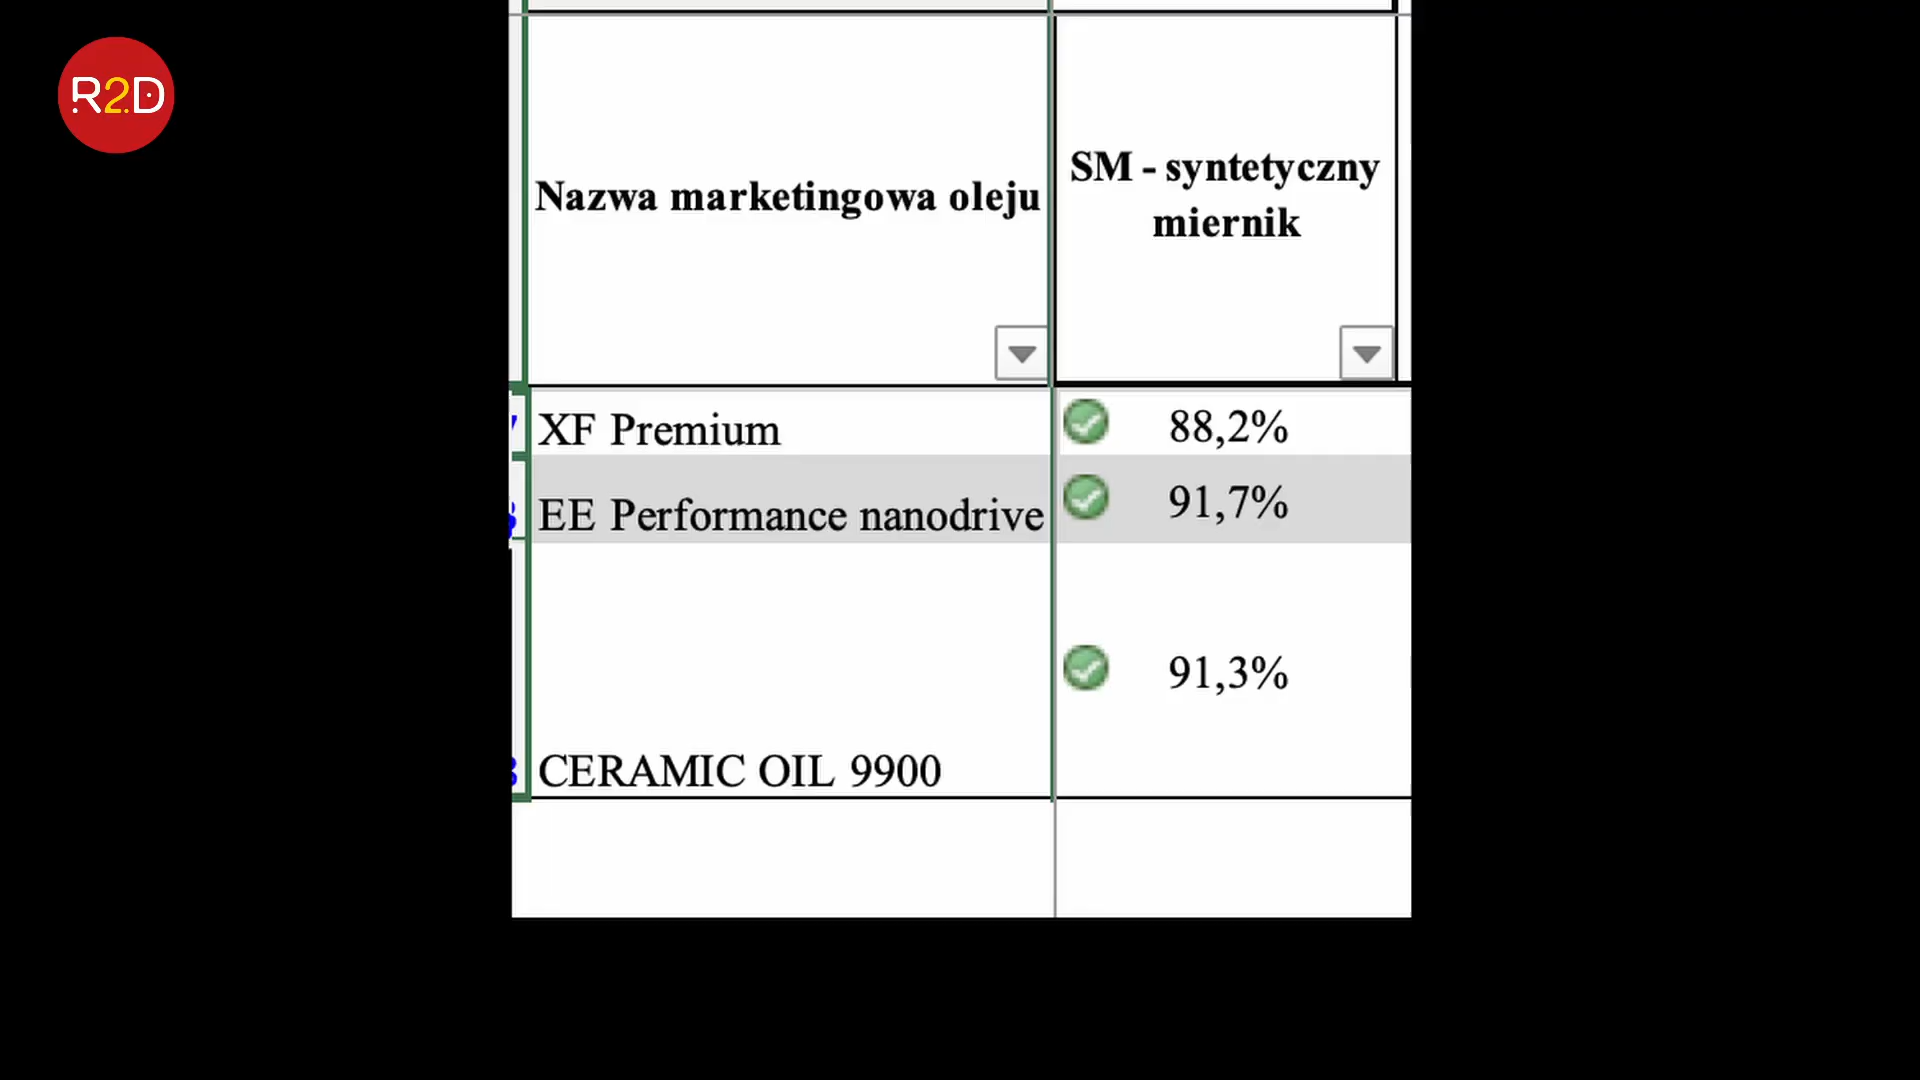 R2D
Nazwa marketingowa oleju
SM - syntetyczny
miernik
XF Premium 88,2%
EE Performance nanodrive 91,7%
91,3%
CERAMIC OIL 9900